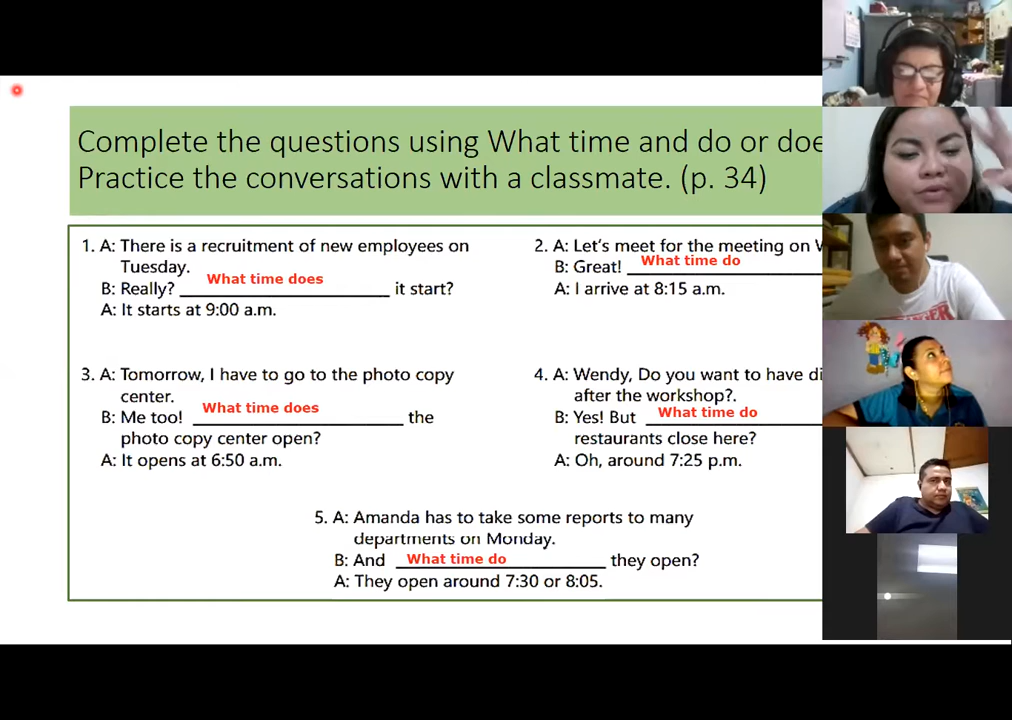 Complete the questions using What time and do or doe
Practice the conversations with a classmate. (p. 34)
1. A: There is a recruitment of new employees on
Tuesday.
What time does
B: Really? it start?
A: It starts at 9:00 a.m.
2. A: Let's meet for the meeting on
What time do
B: Great!
A: I arrive at 8:15 a.m.
3. A: Tomorrow, I have to go to the photo copy
center.
What time does
B: Me too! the
photo copy center open?
A: It opens at 6:50 a.m.
4. A: Wendy, Do you want to have di
after the workshop?.
What time do
B: Yes! But
restaurants close here?
A: Oh, around 7:25 p.m.
5. A: Amanda has to take some reports to many
departments on Monday.
What time do
B: And they open?
A: They open around 7:30 or 8:05.